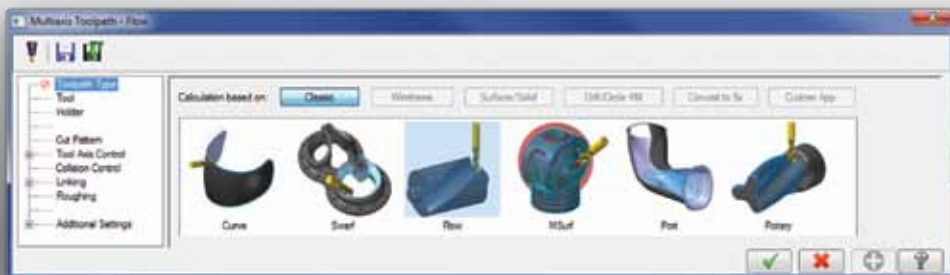 Multiaxis Toolpath - Flow
Toolpath Type
Tool
Holder
Cut Pattern
Tool Axis Control
Collision Control
Linking
Roughing
Additional Settings
Calculation based on: Classic Wireframe Surface/Solid Drill/Circle Mill Convert to 5x Custom App
Curve Swarf Flow MSurf Port Rotary